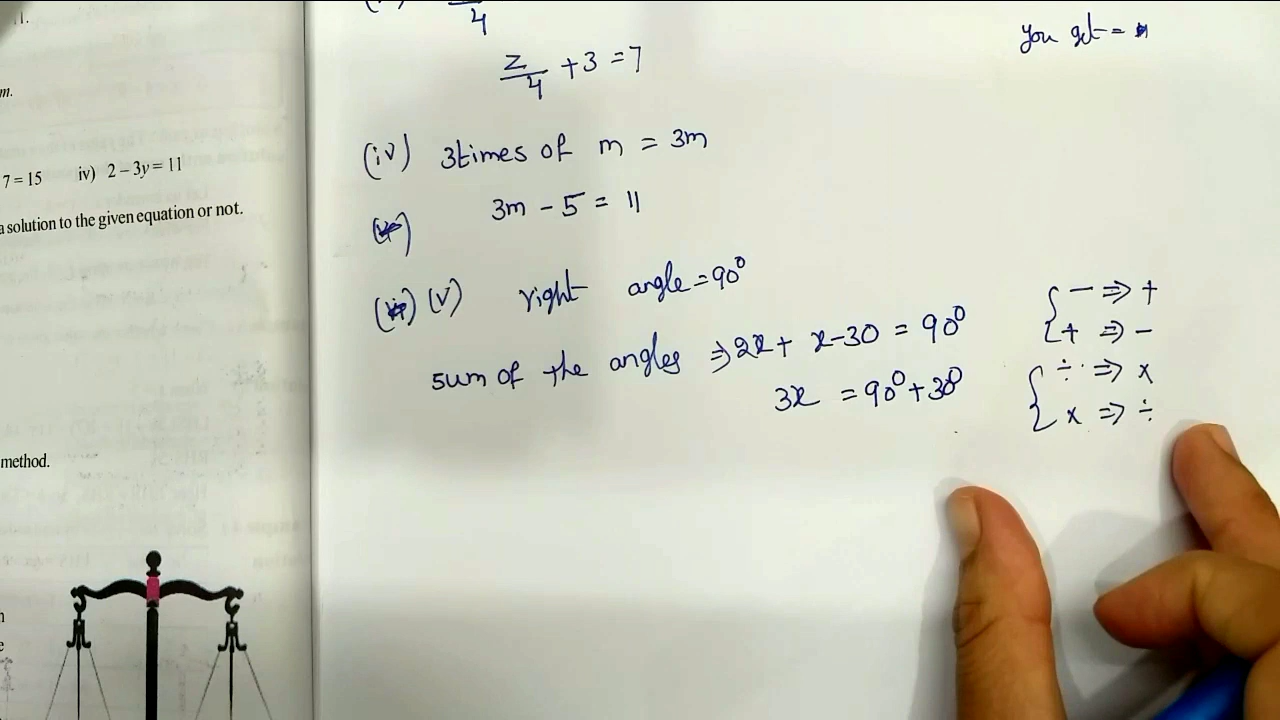 m.
7 = 15 iv) 2 – 3y = 11
a solution to the given equation or not.
method.
4
z/4 + 3 = 7
you get =
(iv) 3times of m = 3m
3m - 5 = 11
(v) right angle = 90°
sum of the angles ⇒ 2x + x - 30 = 90°
3x = 90° + 30°
- ⇒ +
+ ⇒ -
÷ ⇒ x
x ⇒ ÷